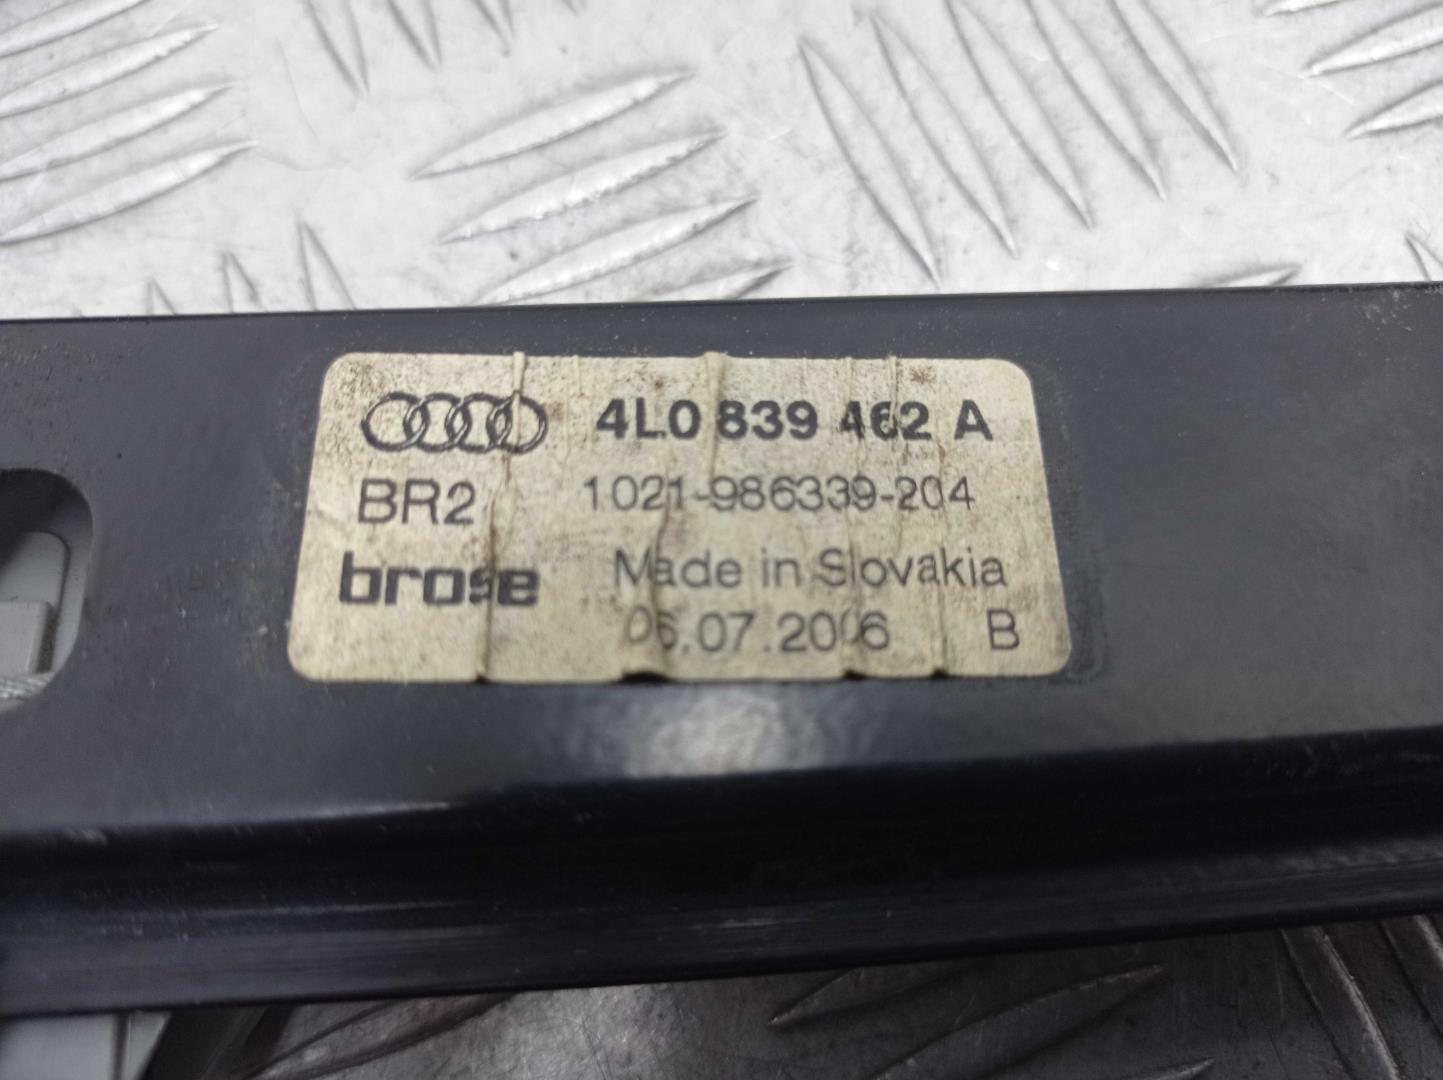 4L0 839 462 A
BR2 1021-986339-204
brose Made in Slovakia
06.07.2006 B